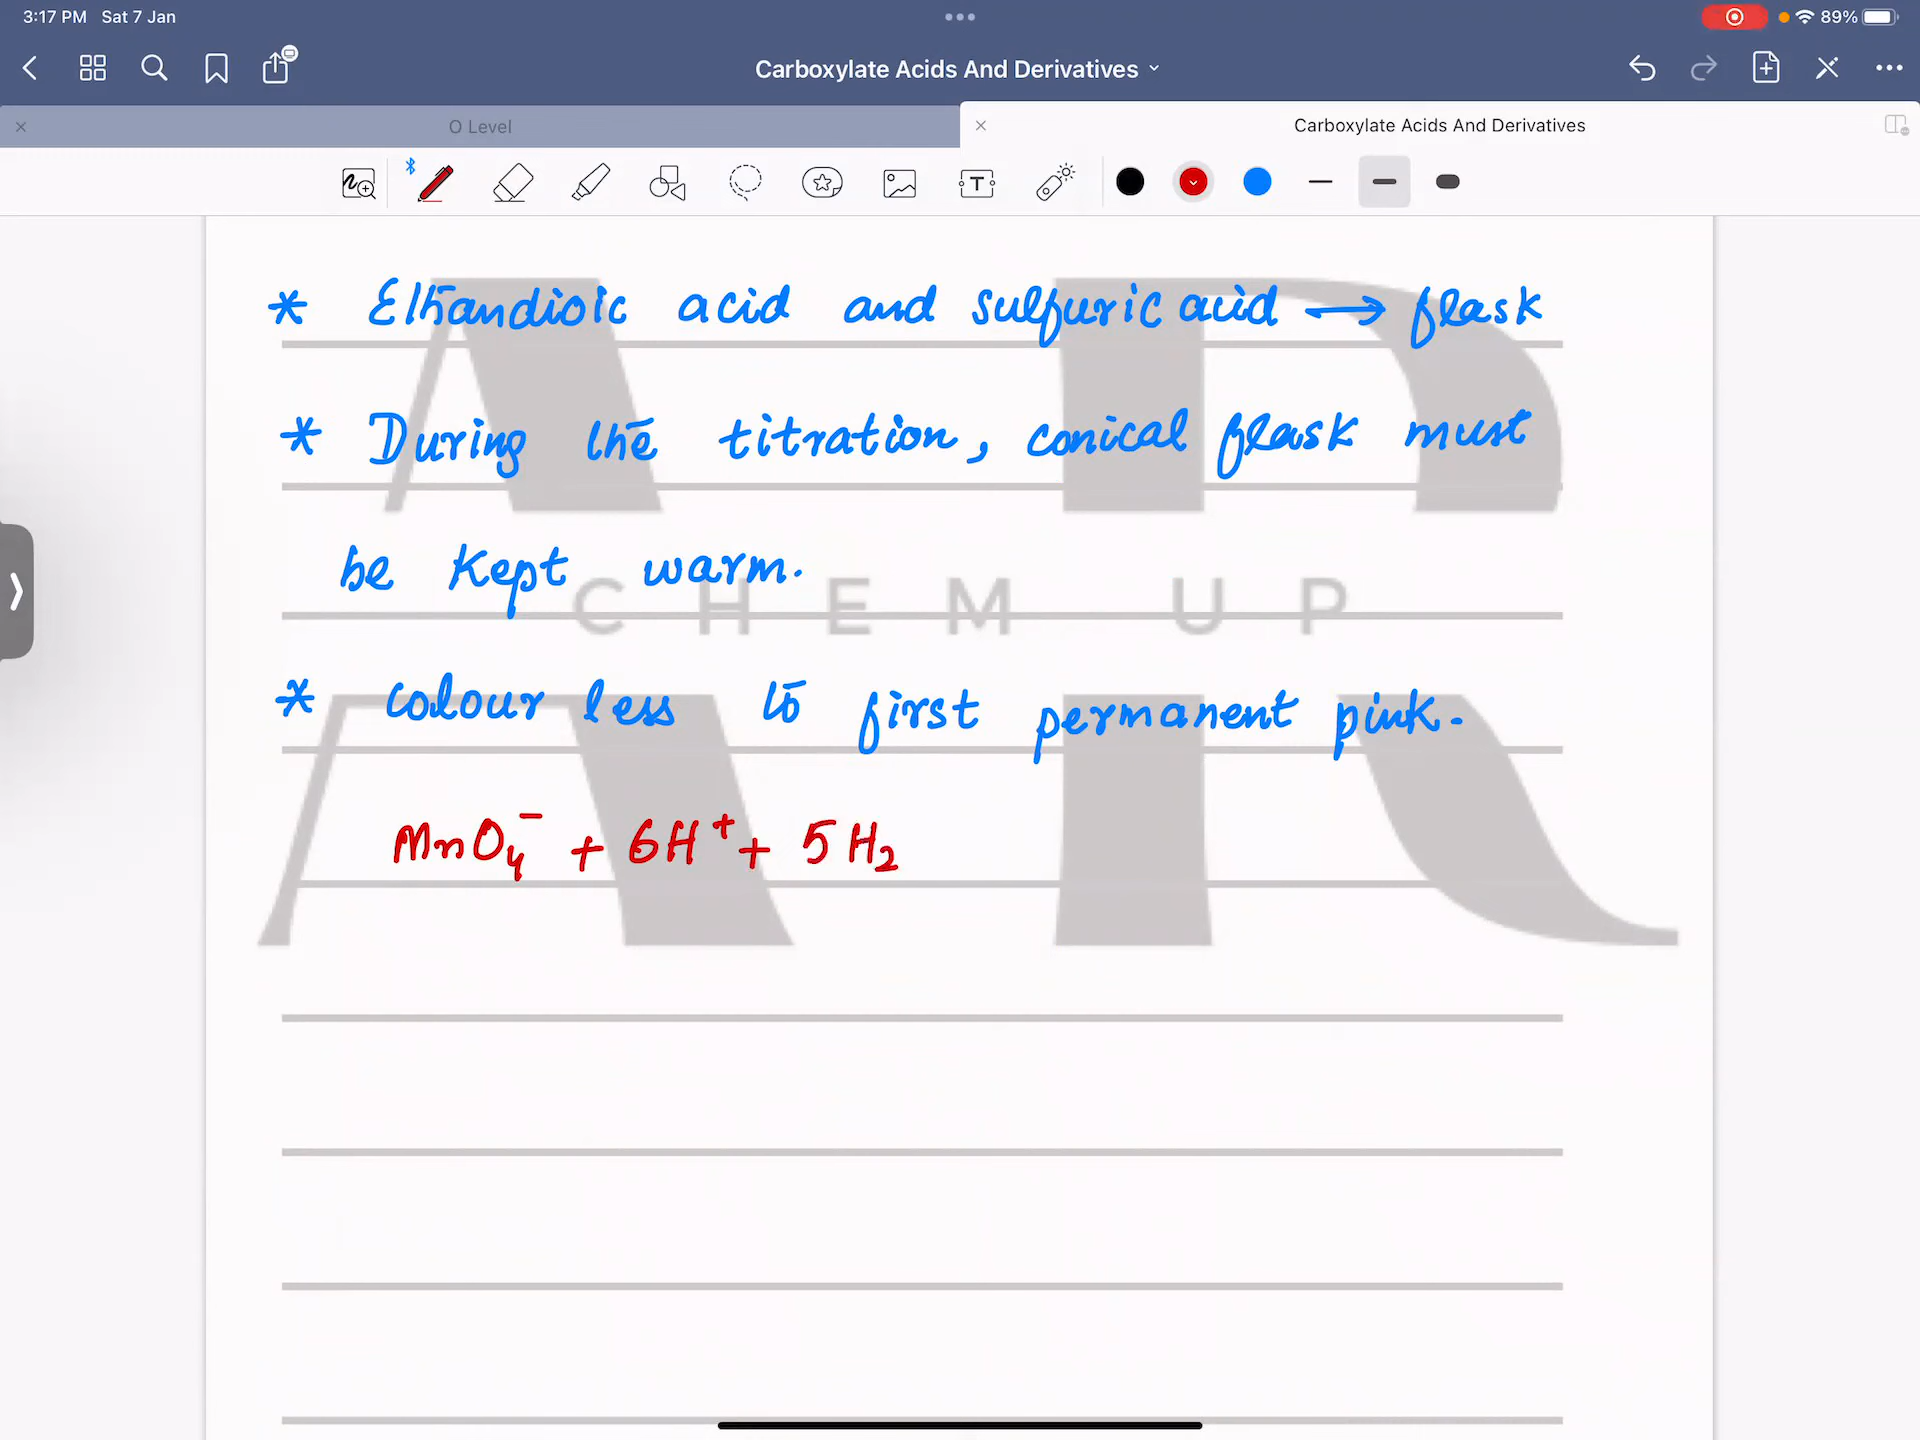 3:17 PM Sat 7 Jan
89%
Carboxylate Acids And Derivatives
O Level
Carboxylate Acids And Derivatives
* Ethandioic acid and sulfuric acid → flask
* During the titration, conical flask must
be kept warm.
CHEM UP
* colour less to first permanent pink.
MnO₄⁻ + 6H⁺ + 5H₂
AR
AR